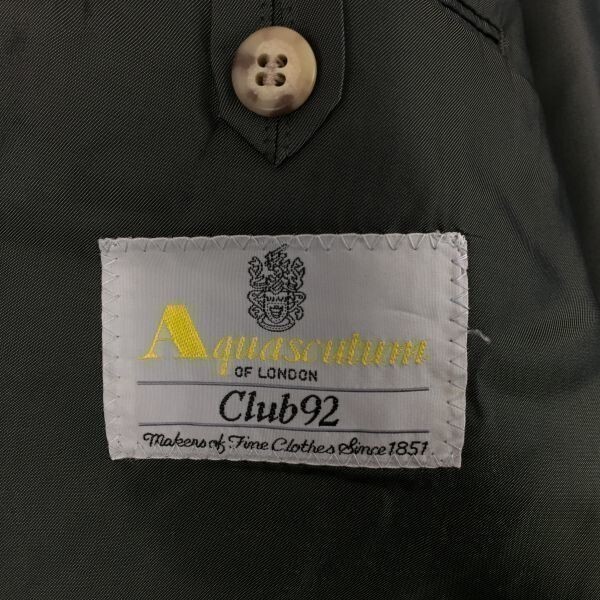 Aquascutum
OF LONDON
Club92
Makers of Fine Clothes Since 1851